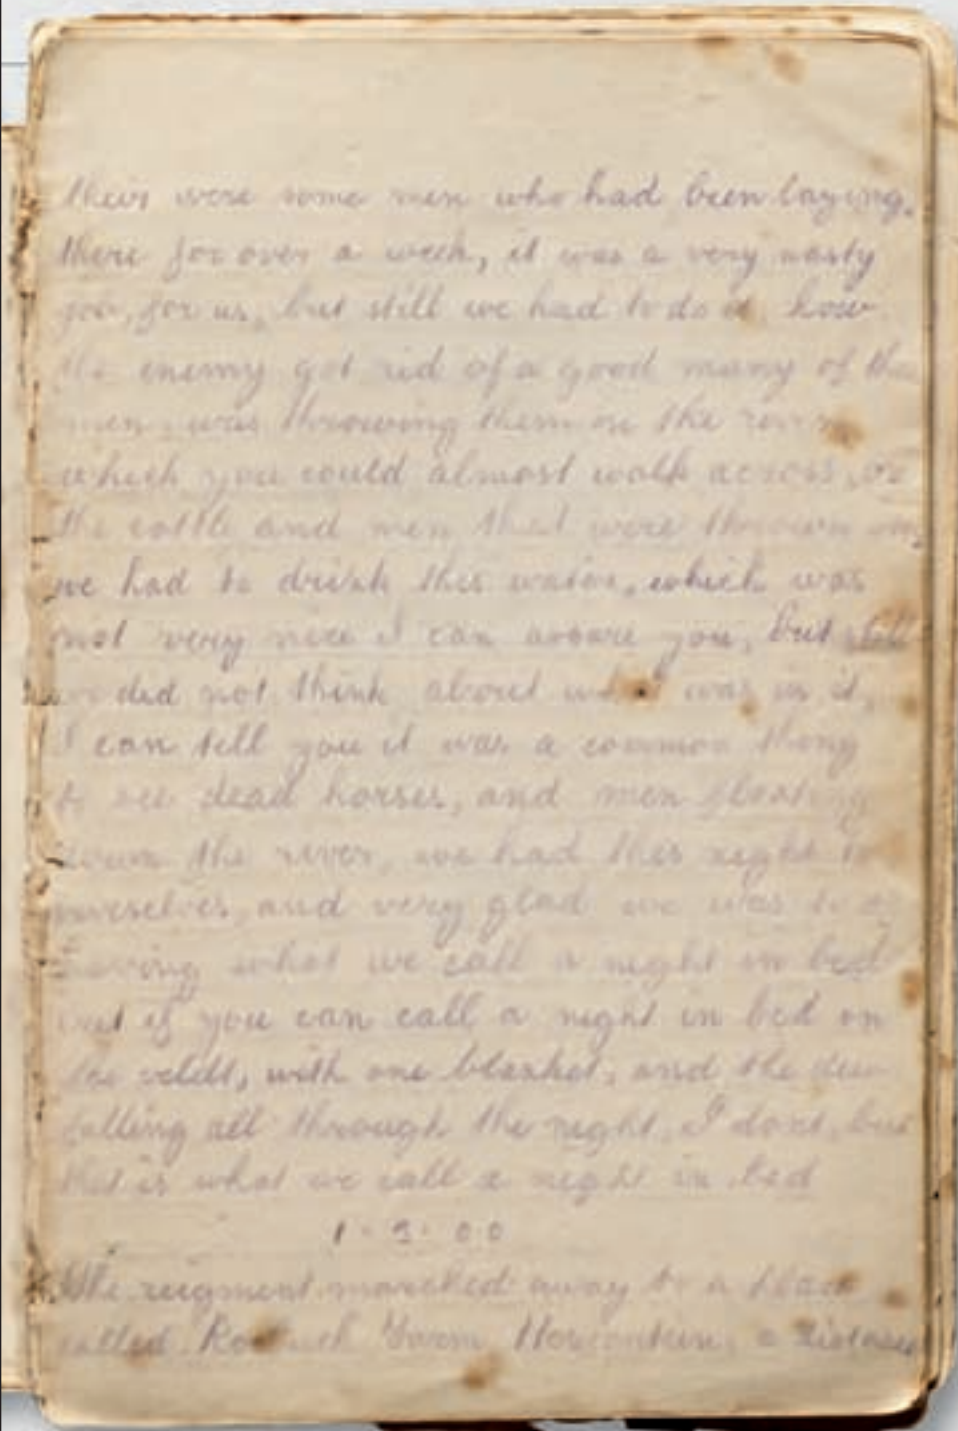 theirs were some men who had been laying,
there for over a week, it was a very nasty
for us, but still we had to do it, how
the enemy got rid of a good many of
men, was throwing them in the river
which you could almost walk across,
the cattle and men that were thrown in,
we had to drink this water, which was
not very nice I can assure you, but still
we did not think about what was in it,
I can tell you it was a common thing
to see dead horses, and men floating
down the river, we had this night to
ourselves, and very glad we was to
having what we call a night in bed
but if you can call a night in bed on
the veldt, with one blanket, and the dew
falling all through the night, I dont, but
that is what we call a night in bed
1 - 3 - 00
The regment marched away to a place
called a distance